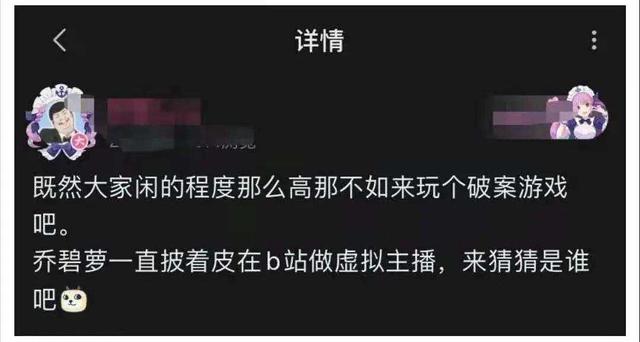 详情
大
既然大家闲的程度那么高那不如来玩个破案游戏
吧。
乔碧萝一直披着皮在b站做虚拟主播，来猜猜是谁
吧